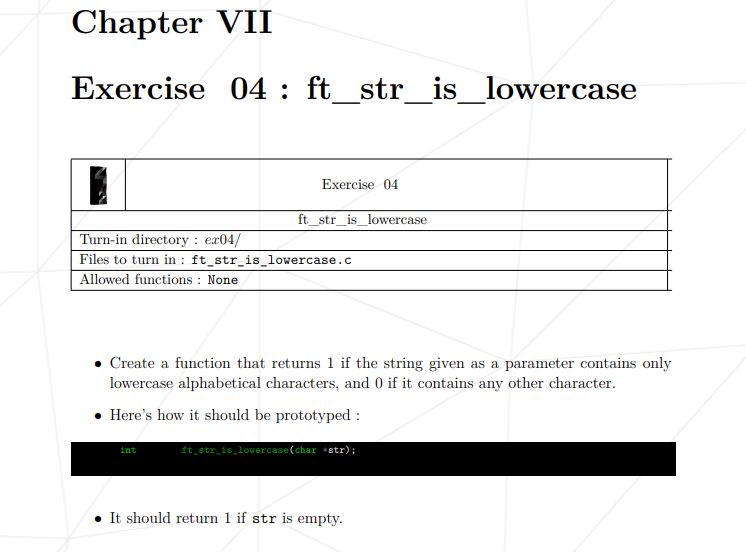 Chapter VII
Exercise 04 : ft_str_is_lowercase
Exercise 04
ft_str_is_lowercase
Turn-in directory : ex04/
Files to turn in : ft_str_is_lowercase.c
Allowed functions : None
• Create a function that returns 1 if the string given as a parameter contains only
lowercase alphabetical characters, and 0 if it contains any other character.
• Here's how it should be prototyped :
int ft_str_is_lowercase(char *str);
• It should return 1 if str is empty.